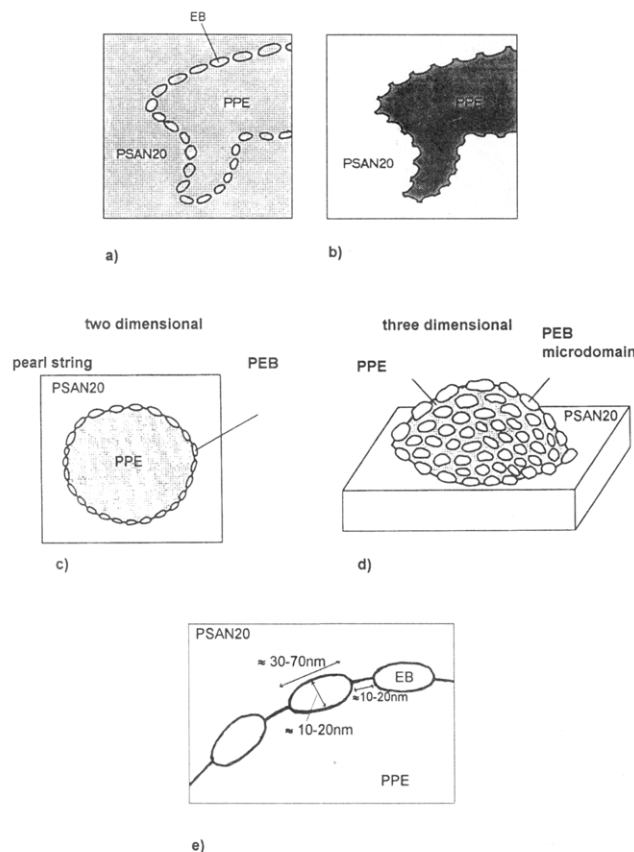 EB
PPE
PSAN20
PPE
PSAN20
a)
b)
two dimensional
three dimensional
pearl string
PEB
PEB
microdomain
PSAN20
PPE
PPE
PSAN20
c)
d)
PSAN20
≈ 30-70nm
EB
≈10-20nm
≈ 10-20nm
PPE
e)